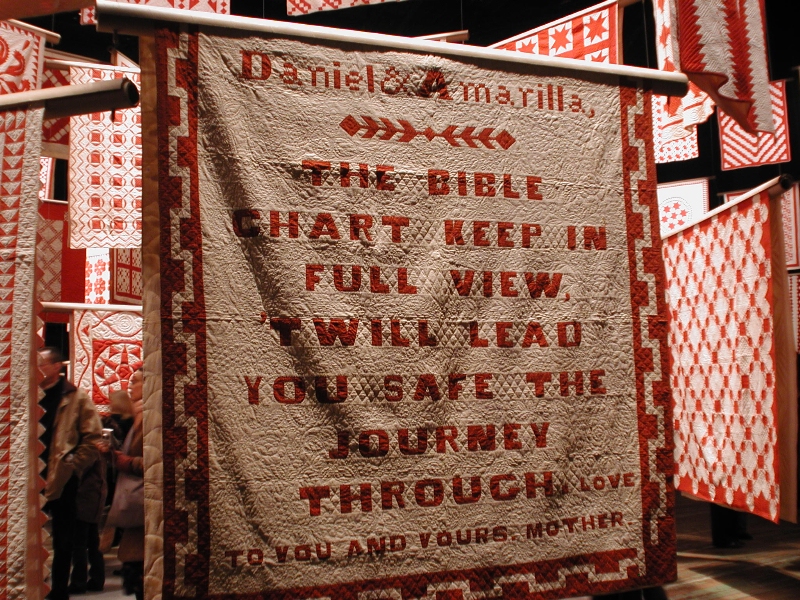 Daniel & Amarilla,
THE BIBLE
CHART KEEP IN
FULL VIEW,
'TWILL LEAD
YOU SAFE THE
JOURNEY
THROUGH, LOVE
TO YOU AND YOURS. MOTHER